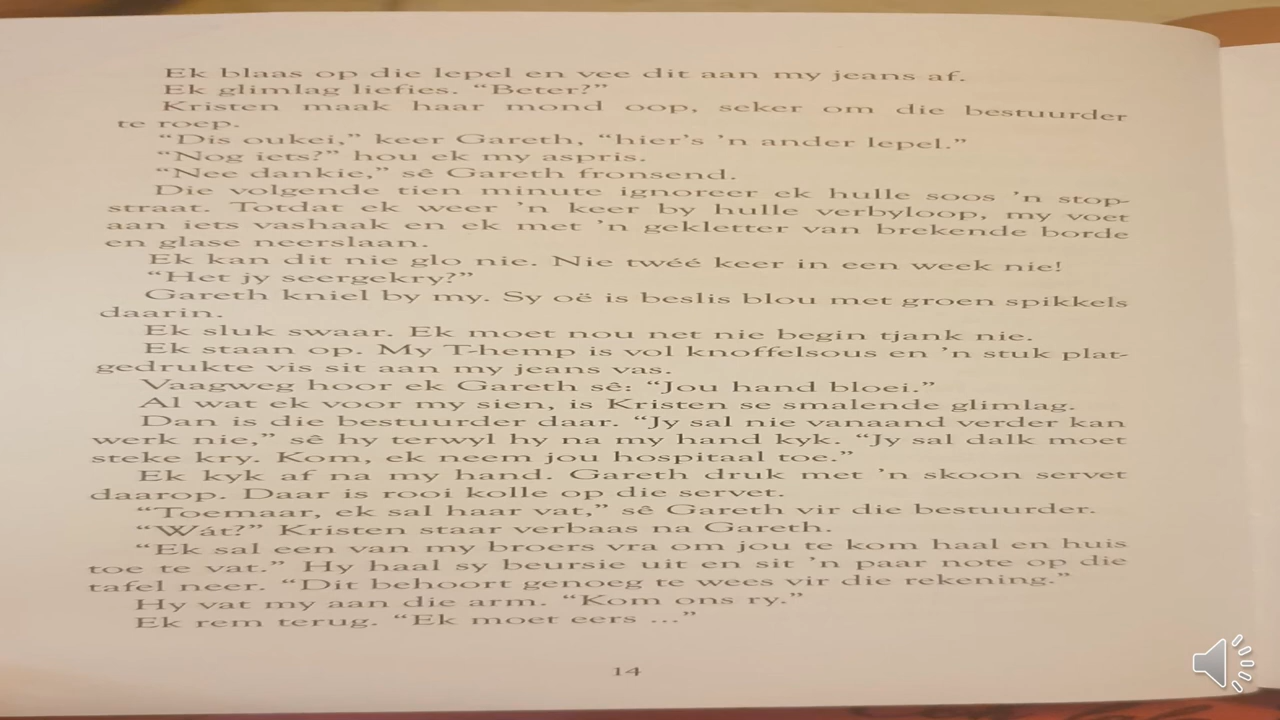 Ek blaas op die lepel en vee dit aan my jeans af.
Ek glimlag liefies. “Beter?”
Kristen maak haar mond oop, seker om die bestuurder
te roep.
“Dis oukei,” keer Gareth, “hier’s ’n ander lepel.”
“Nog iets?” hou ek my aspris.
“Nee dankie,” sê Gareth fronsend.
Die volgende tien minute ignoreer ek hulle soos ’n stop-
straat. Totdat ek weer ’n keer by hulle verbyloop, my voet
aan iets vashaak en ek met ’n gekletter van brekende borde
en glase neerslaan.
Ek kan dit nie glo nie. Nie twéé keer in een week nie!
“Het jy seergekry?”
Gareth kniel by my. Sy oë is beslis blou met groen spikkels
daarin.
Ek sluk swaar. Ek moet nou net nie begin tjank nie.
Ek staan op. My T-hemp is vol knoffelsous en ’n stuk plat-
gedrukte vis sit aan my jeans vas.
Vaagweg hoor ek Gareth sê: “Jou hand bloei.”
Al wat ek voor my sien, is Kristen se smalende glimlag.
Dan is die bestuurder daar. “Jy sal nie vanaand verder kan
werk nie,” sê hy terwyl hy na my hand kyk. “Jy sal dalk moet
steke kry. Kom, ek neem jou hospitaal toe.”
Ek kyk af na my hand. Gareth druk met ’n skoon servet
daarop. Daar is rooi kolle op die servet.
“Toemaar, ek sal haar vat,” sê Gareth vir die bestuurder.
“Wát?” Kristen staar verbaas na Gareth.
“Ek sal een van my broers vra om jou te kom haal en huis
toe te vat.” Hy haal sy beursie uit en sit ’n paar note op die
tafel neer. “Dit behoort genoeg te wees vir die rekening.”
Hy vat my aan die arm. “Kom ons ry.”
Ek rem terug. “Ek moet eers ...”
14